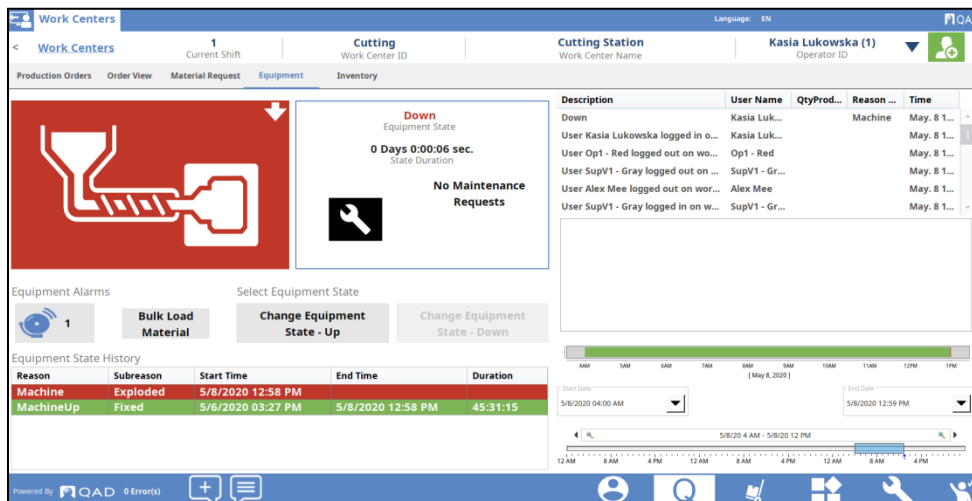 Work Centers
Language: EN
QA
< Work Centers
1
Current Shift
Cutting
Work Center ID
Cutting Station
Work Center Name
Kasia Lukowska (1)
Operator ID
Production Orders Order View Material Request Equipment Inventory
Down
Equipment State
0 Days 0:00:06 sec.
State Duration
No Maintenance
Requests
Description User Name QtyProd... Reason ... Time
Down Kasia Luk... Machine May. 8 1...
User Kasia Lukowska logged in o... Kasia Luk... May. 8 1...
User Op1 - Red logged out on wo... Op1 - Red May. 8 1...
User SupV1 - Gray logged out on ... SupV1 - Gr... May. 8 1...
User Alex Mee logged out on wor... Alex Mee May. 8 1...
User SupV1 - Gray logged in on w... SupV1 - Gr... May. 8 1...
Equipment Alarms
1
Bulk Load
Material
Select Equipment State
Change Equipment
State - Up
Change Equipment
State - Down
Equipment State History
Reason Subreason Start Time End Time Duration
Machine Exploded 5/8/2020 12:58 PM
MachineUp Fixed 5/6/2020 03:27 PM 5/8/2020 12:58 PM 45:31:15
4AM 5AM 6AM 7AM 8AM 9AM 10AM 11AM 12PM 1PM
[ May 8, 2020 ]
Start Date
5/8/2020 04:00 AM
End Date
5/8/2020 12:59 PM
5/8/20 4 AM - 5/8/20 12 PM
12 AM 8 AM 4 PM 12 AM 8 AM 4 PM 12 AM 8 AM 4 PM
Powered By QAD 0 Error(s)
Q